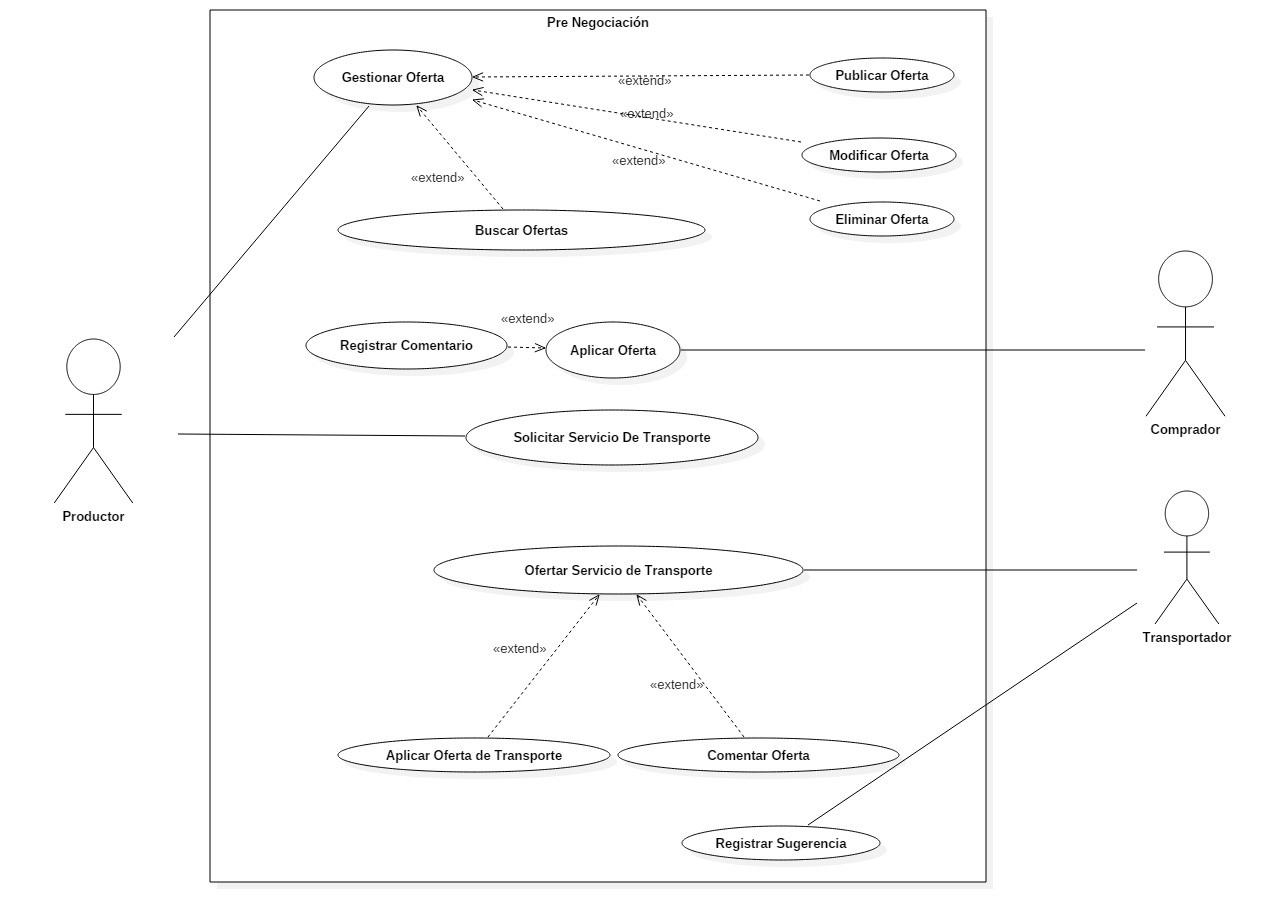 Pre Negociación
Gestionar Oferta
«extend»
Publicar Oferta
«extend»
Modificar Oferta
«extend»
«extend»
Eliminar Oferta
Buscar Ofertas
«extend»
Registrar Comentario
Aplicar Oferta
Comprador
Solicitar Servicio De Transporte
Productor
Ofertar Servicio de Transporte
Transportador
«extend»
«extend»
Aplicar Oferta de Transporte
Comentar Oferta
Registrar Sugerencia